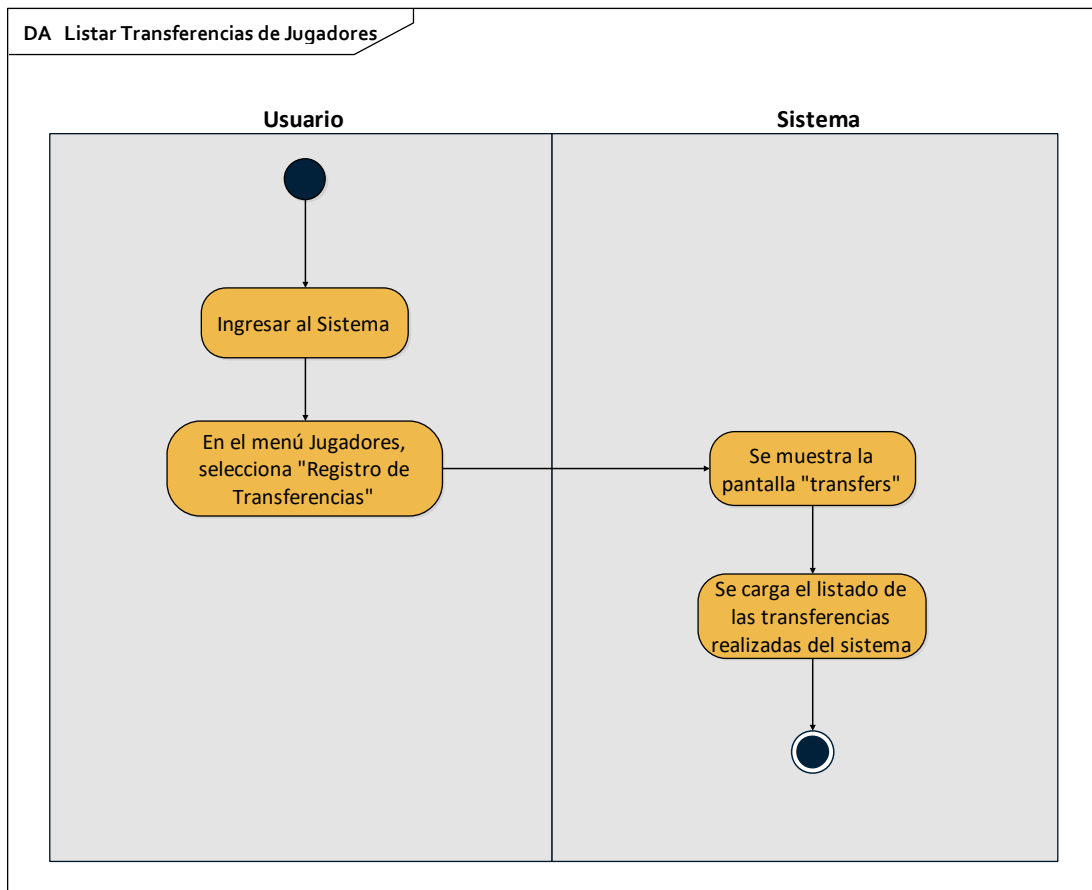 DA Listar Transferencias de Jugadores
Usuario
Sistema
Ingresar al Sistema
En el menú Jugadores,
selecciona "Registro de
Transferencias"
Se muestra la
pantalla "transfers"
Se carga el listado de
las transferencias
realizadas del sistema